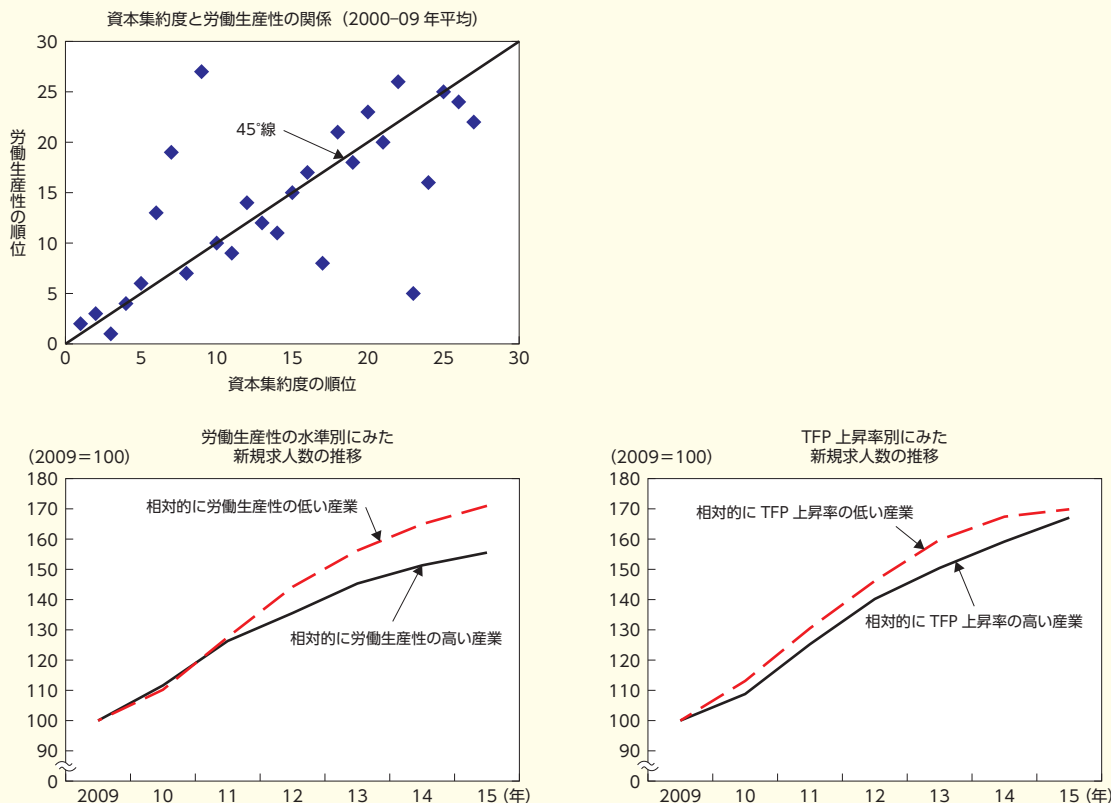 資本集約度と労働生産性の関係（2000–09年平均）
30
25
20
15
10
5
0
労働生産性の順位
45°線
0 5 10 15 20 25 30
資本集約度の順位
労働生産性の水準別にみた
新規求人数の推移
(2009＝100)
180
170
160
150
140
130
120
110
100
90
0
相対的に労働生産性の低い産業
相対的に労働生産性の高い産業
2009 10 11 12 13 14 15 (年)
TFP 上昇率別にみた
新規求人数の推移
(2009＝100)
180
170
160
150
140
130
120
110
100
90
0
相対的に TFP 上昇率の低い産業
相対的に TFP 上昇率の高い産業
2009 10 11 12 13 14 15 (年)